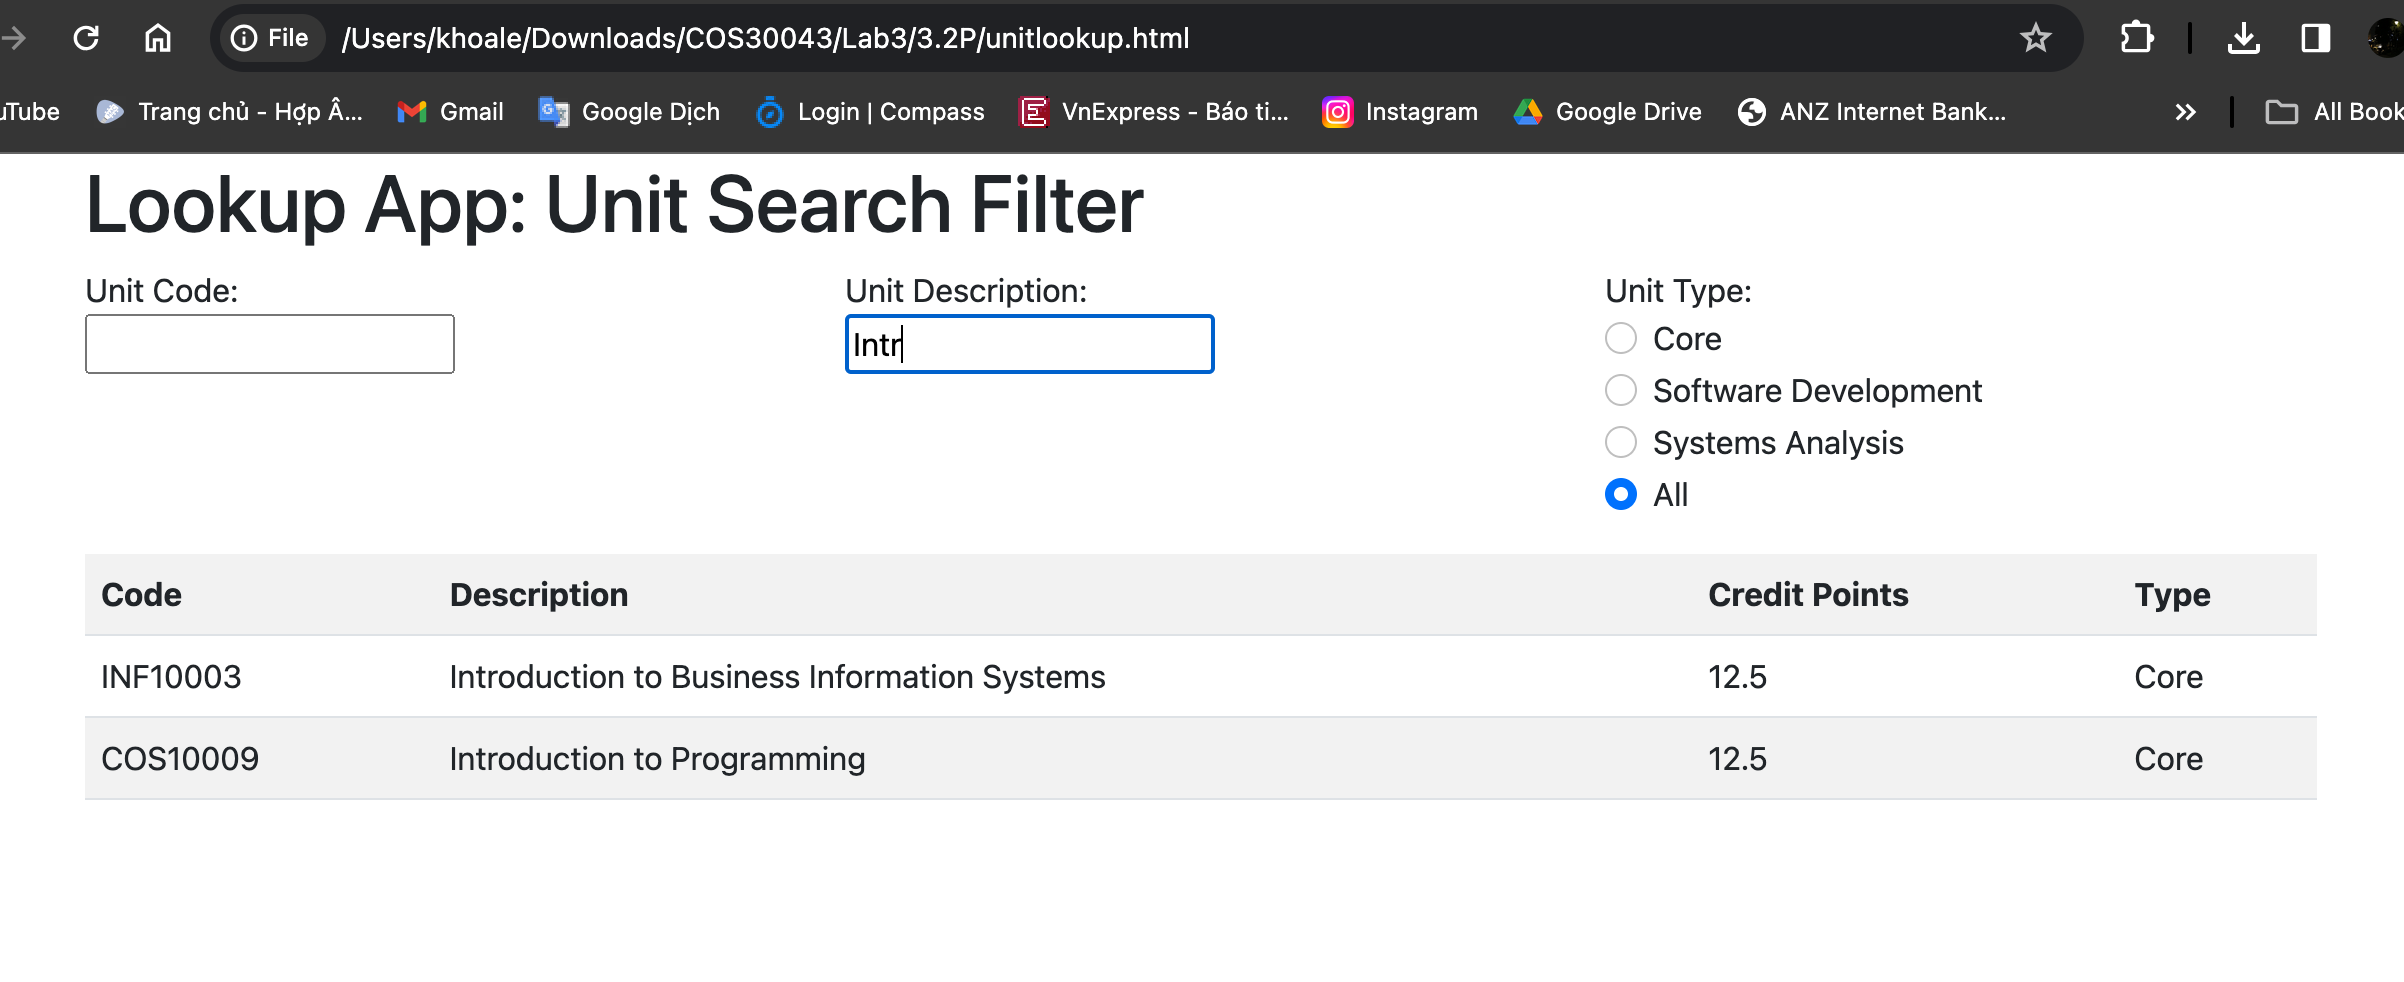 File /Users/khoale/Downloads/COS30043/Lab3/3.2P/unitlookup.html
uTube Trang chủ - Hợp Â... Gmail Google Dịch Login | Compass VnExpress - Báo ti... Instagram Google Drive ANZ Internet Bank... All Book
Lookup App: Unit Search Filter
Unit Code: Unit Description: Unit Type:
Intr
Core
Software Development
Systems Analysis
All
Code Description Credit Points Type
INF10003 Introduction to Business Information Systems 12.5 Core
COS10009 Introduction to Programming 12.5 Core